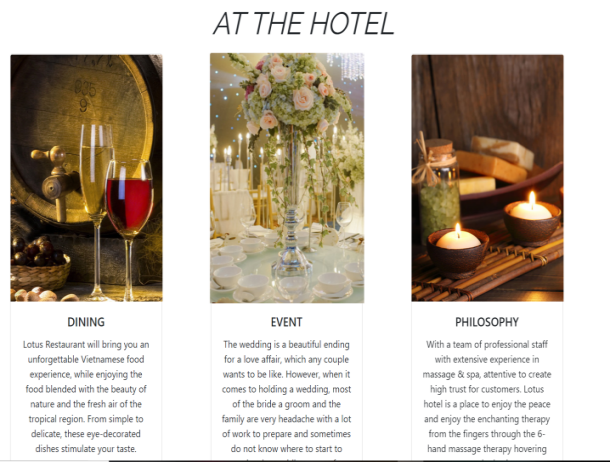 AT THE HOTEL
DINING
Lotus Restaurant will bring you an
unforgettable Vietnamese food
experience, while enjoying the
food blended with the beauty of
nature and the fresh air of the
tropical region. From simple to
delicate, these eye-decorated
dishes stimulate your taste.
EVENT
The wedding is a beautiful ending
for a love affair, which any couple
wants to be like. However, when it
comes to holding a wedding, most
of the bride a groom and the
family are very headache with a lot
of work to prepare and sometimes
do not know where to start to
PHILOSOPHY
With a team of professional staff
with extensive experience in
massage & spa, attentive to create
high trust for customers. Lotus
hotel is a place to enjoy the peace
and enjoy the enchanting therapy
from the fingers through the 6-
hand massage therapy hovering